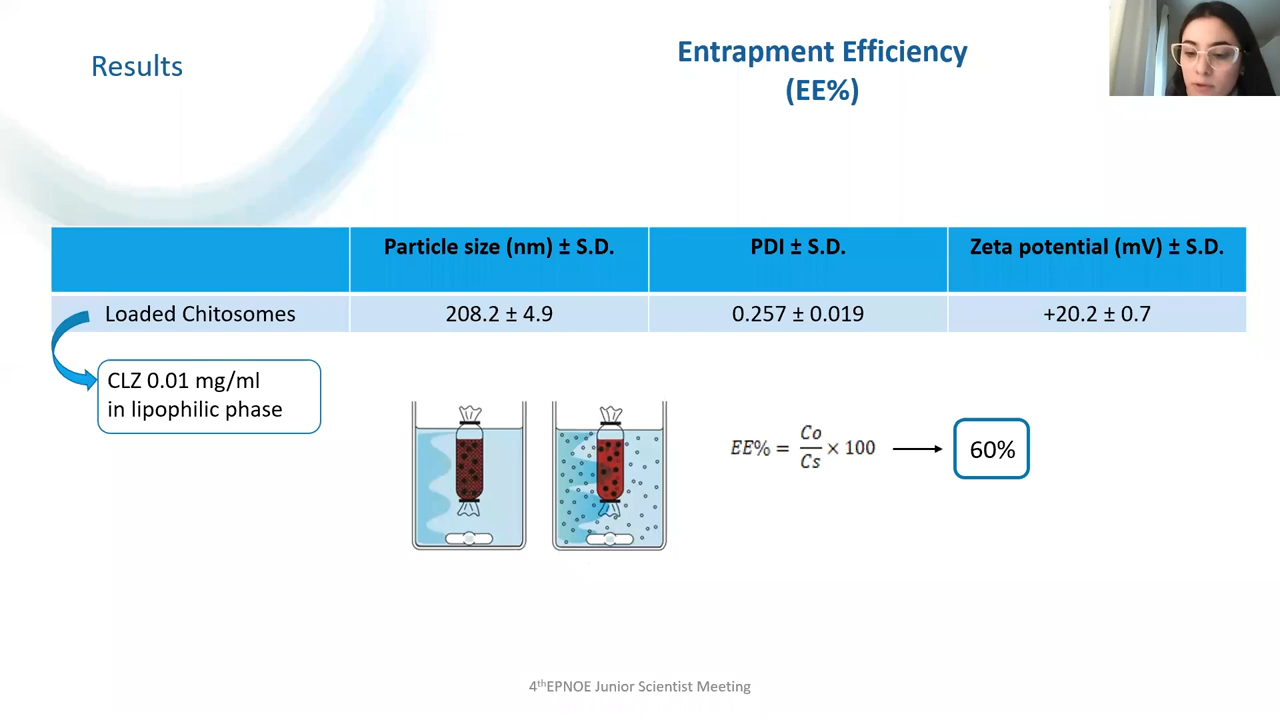 Results
Entrapment Efficiency
(EE%)
Particle size (nm) ± S.D.
PDI ± S.D.
Zeta potential (mV) ± S.D.
Loaded Chitosomes
208.2 ± 4.9
0.257 ± 0.019
+20.2 ± 0.7
CLZ 0.01 mg/ml
in lipophilic phase
EE% = Co/Cs × 100
60%
4thEPNOE Junior Scientist Meeting